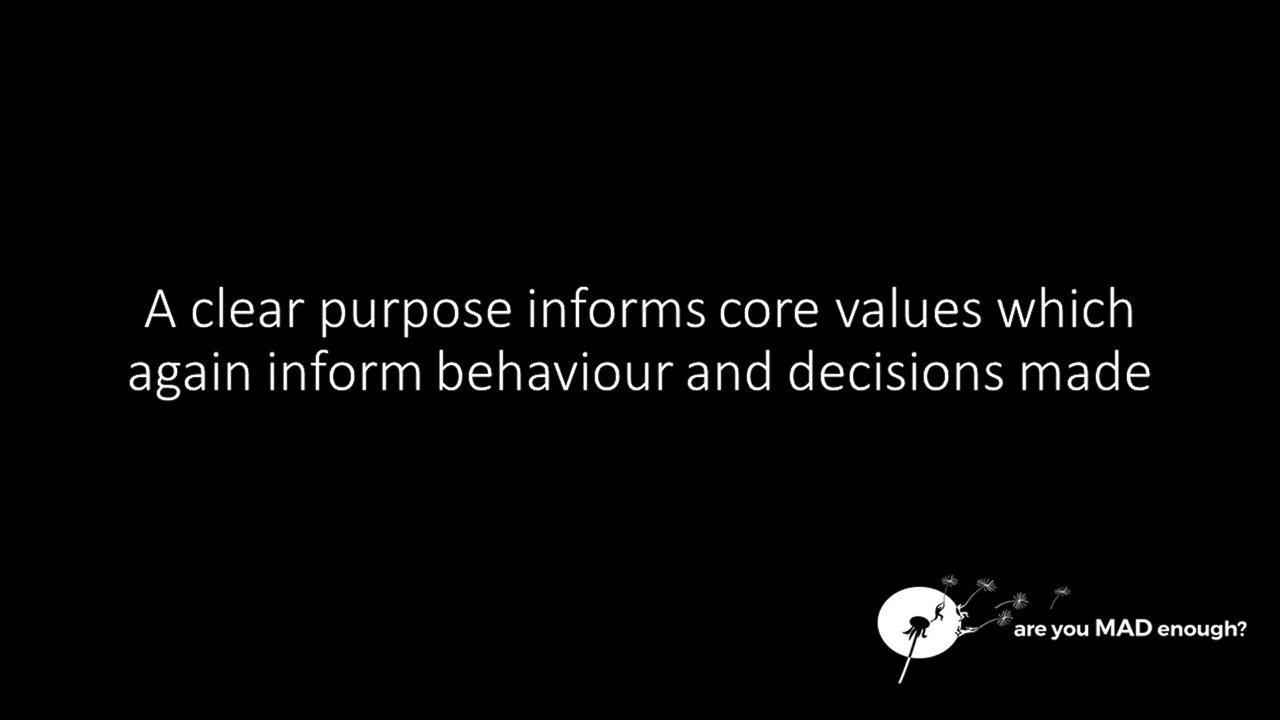 A clear purpose informs core values which
again inform behaviour and decisions made
are you MAD enough?